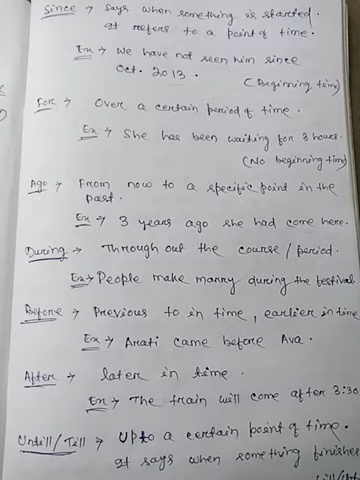 Since → Says when something is started.
It refers to a point of time.
Ex → We have not seen him since
Oct. 2013.
(Beginning time)
For → Over a certain period of time.
Ex → She has been waiting for 3 hours.
(No beginning time)
Ago → From now to a specific point in the
past.
Ex → 3 years ago she had come here.
During → Through out the course/period.
Ex → People make marry during the festival
Before → Previous to in time, earlier in time
Ex → Arati came before Ava.
After → later in time.
Ex → The train will come after 3:30
Untill/Till → Upto a certain point of time.
It says when something finishes